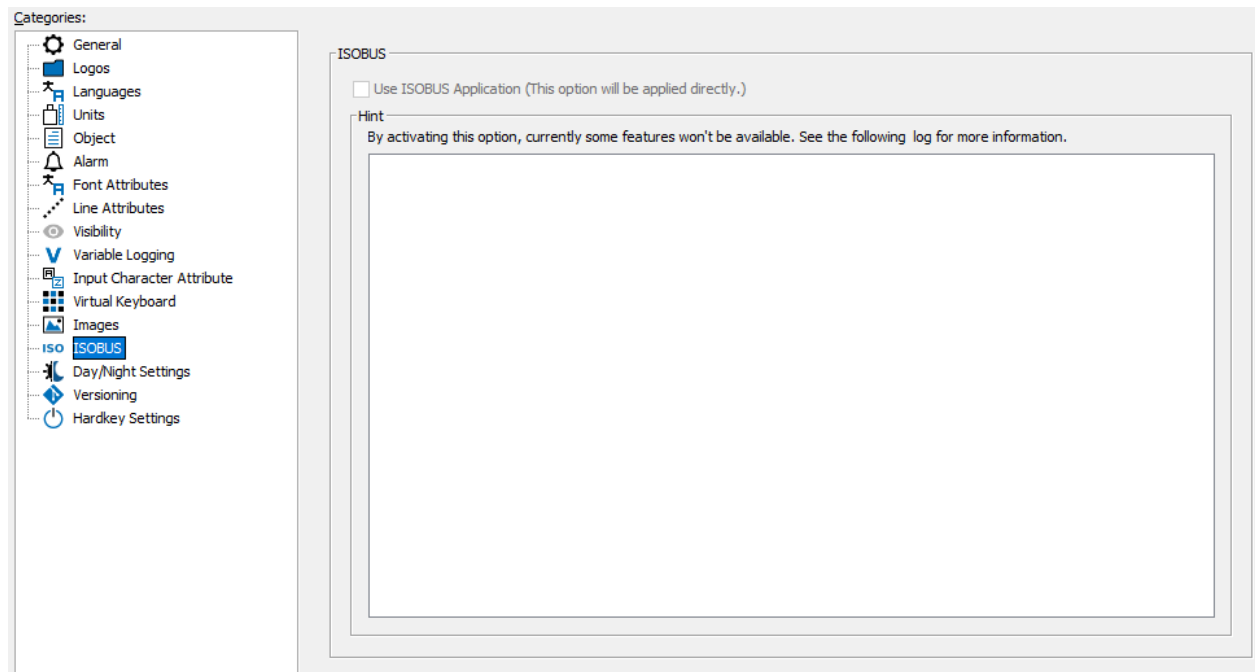 Categories:
General
Logos
Languages
Units
Object
Alarm
Font Attributes
Line Attributes
Visibility
Variable Logging
Input Character Attribute
Virtual Keyboard
Images
ISO ISOBUS
Day/Night Settings
Versioning
Hardkey Settings
ISOBUS
Use ISOBUS Application (This option will be applied directly.)
Hint
By activating this option, currently some features won't be available. See the following log for more information.